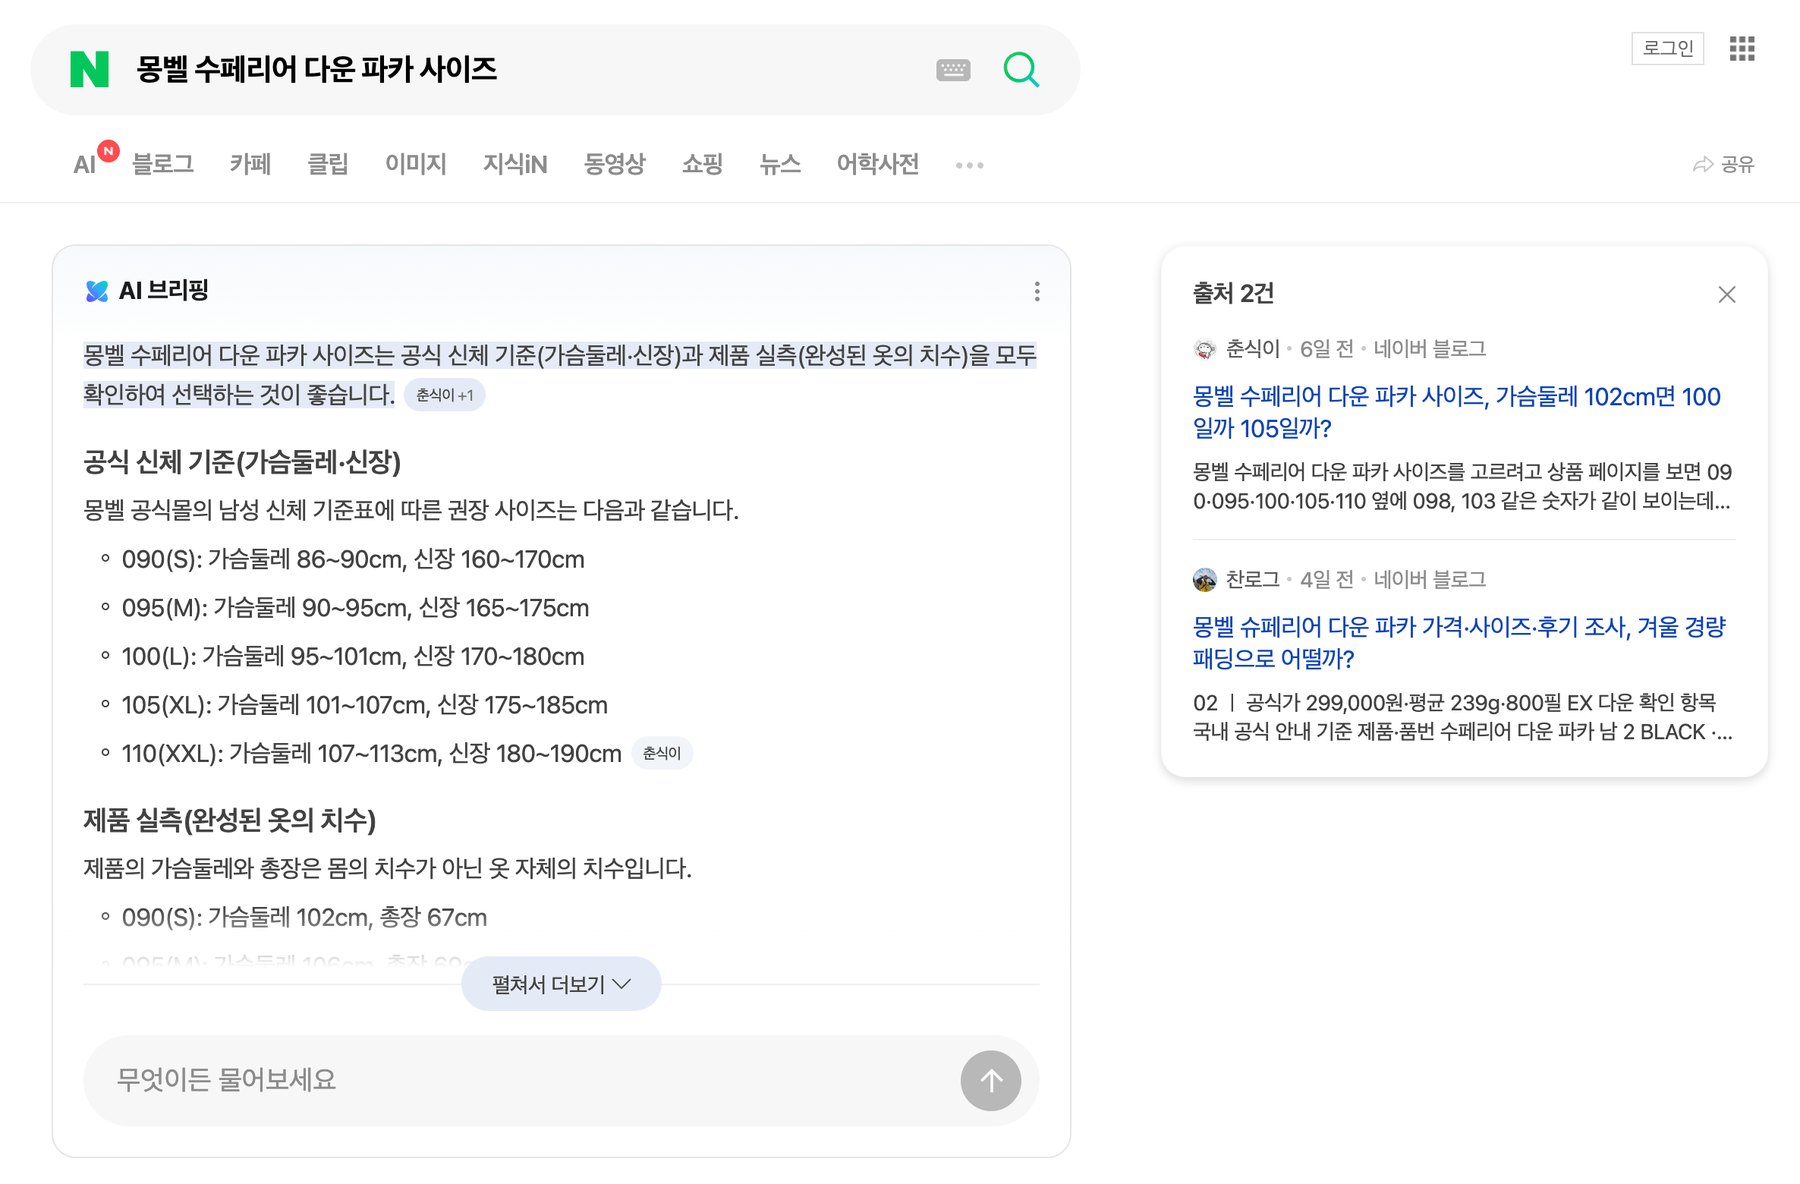 몽벨 수페리어 다운 파카 사이즈
로그인
AI N 블로그 카페 클립 이미지 지식iN 동영상 쇼핑 뉴스 어학사전
공유
AI 브리핑
몽벨 수페리어 다운 파카 사이즈는 공식 신체 기준(가슴둘레·신장)과 제품 실측(완성된 옷의 치수)을 모두
확인하여 선택하는 것이 좋습니다. 춘식이 +1
공식 신체 기준(가슴둘레·신장)
몽벨 공식몰의 남성 신체 기준표에 따른 권장 사이즈는 다음과 같습니다.
090(S): 가슴둘레 86~90cm, 신장 160~170cm
095(M): 가슴둘레 90~95cm, 신장 165~175cm
100(L): 가슴둘레 95~101cm, 신장 170~180cm
105(XL): 가슴둘레 101~107cm, 신장 175~185cm
110(XXL): 가슴둘레 107~113cm, 신장 180~190cm 춘식이
제품 실측(완성된 옷의 치수)
제품의 가슴둘레와 총장은 몸의 치수가 아닌 옷 자체의 치수입니다.
090(S): 가슴둘레 102cm, 총장 67cm
095(M): 가슴둘레 106cm, 총장 69c
펼쳐서 더보기
무엇이든 물어보세요
출처 2건
춘식이 · 6일 전 · 네이버 블로그
몽벨 수페리어 다운 파카 사이즈, 가슴둘레 102cm면 100
일까 105일까?
몽벨 수페리어 다운 파카 사이즈를 고르려고 상품 페이지를 보면 09
0·095·100·105·110 옆에 098, 103 같은 숫자가 같이 보이는데...
찬로그 · 4일 전 · 네이버 블로그
몽벨 슈페리어 다운 파카 가격·사이즈·후기 조사, 겨울 경량
패딩으로 어떨까?
02 ㅣ 공식가 299,000원·평균 239g·800필 EX 다운 확인 항목
국내 공식 안내 기준 제품·품번 수페리어 다운 파카 남 2 BLACK ·...